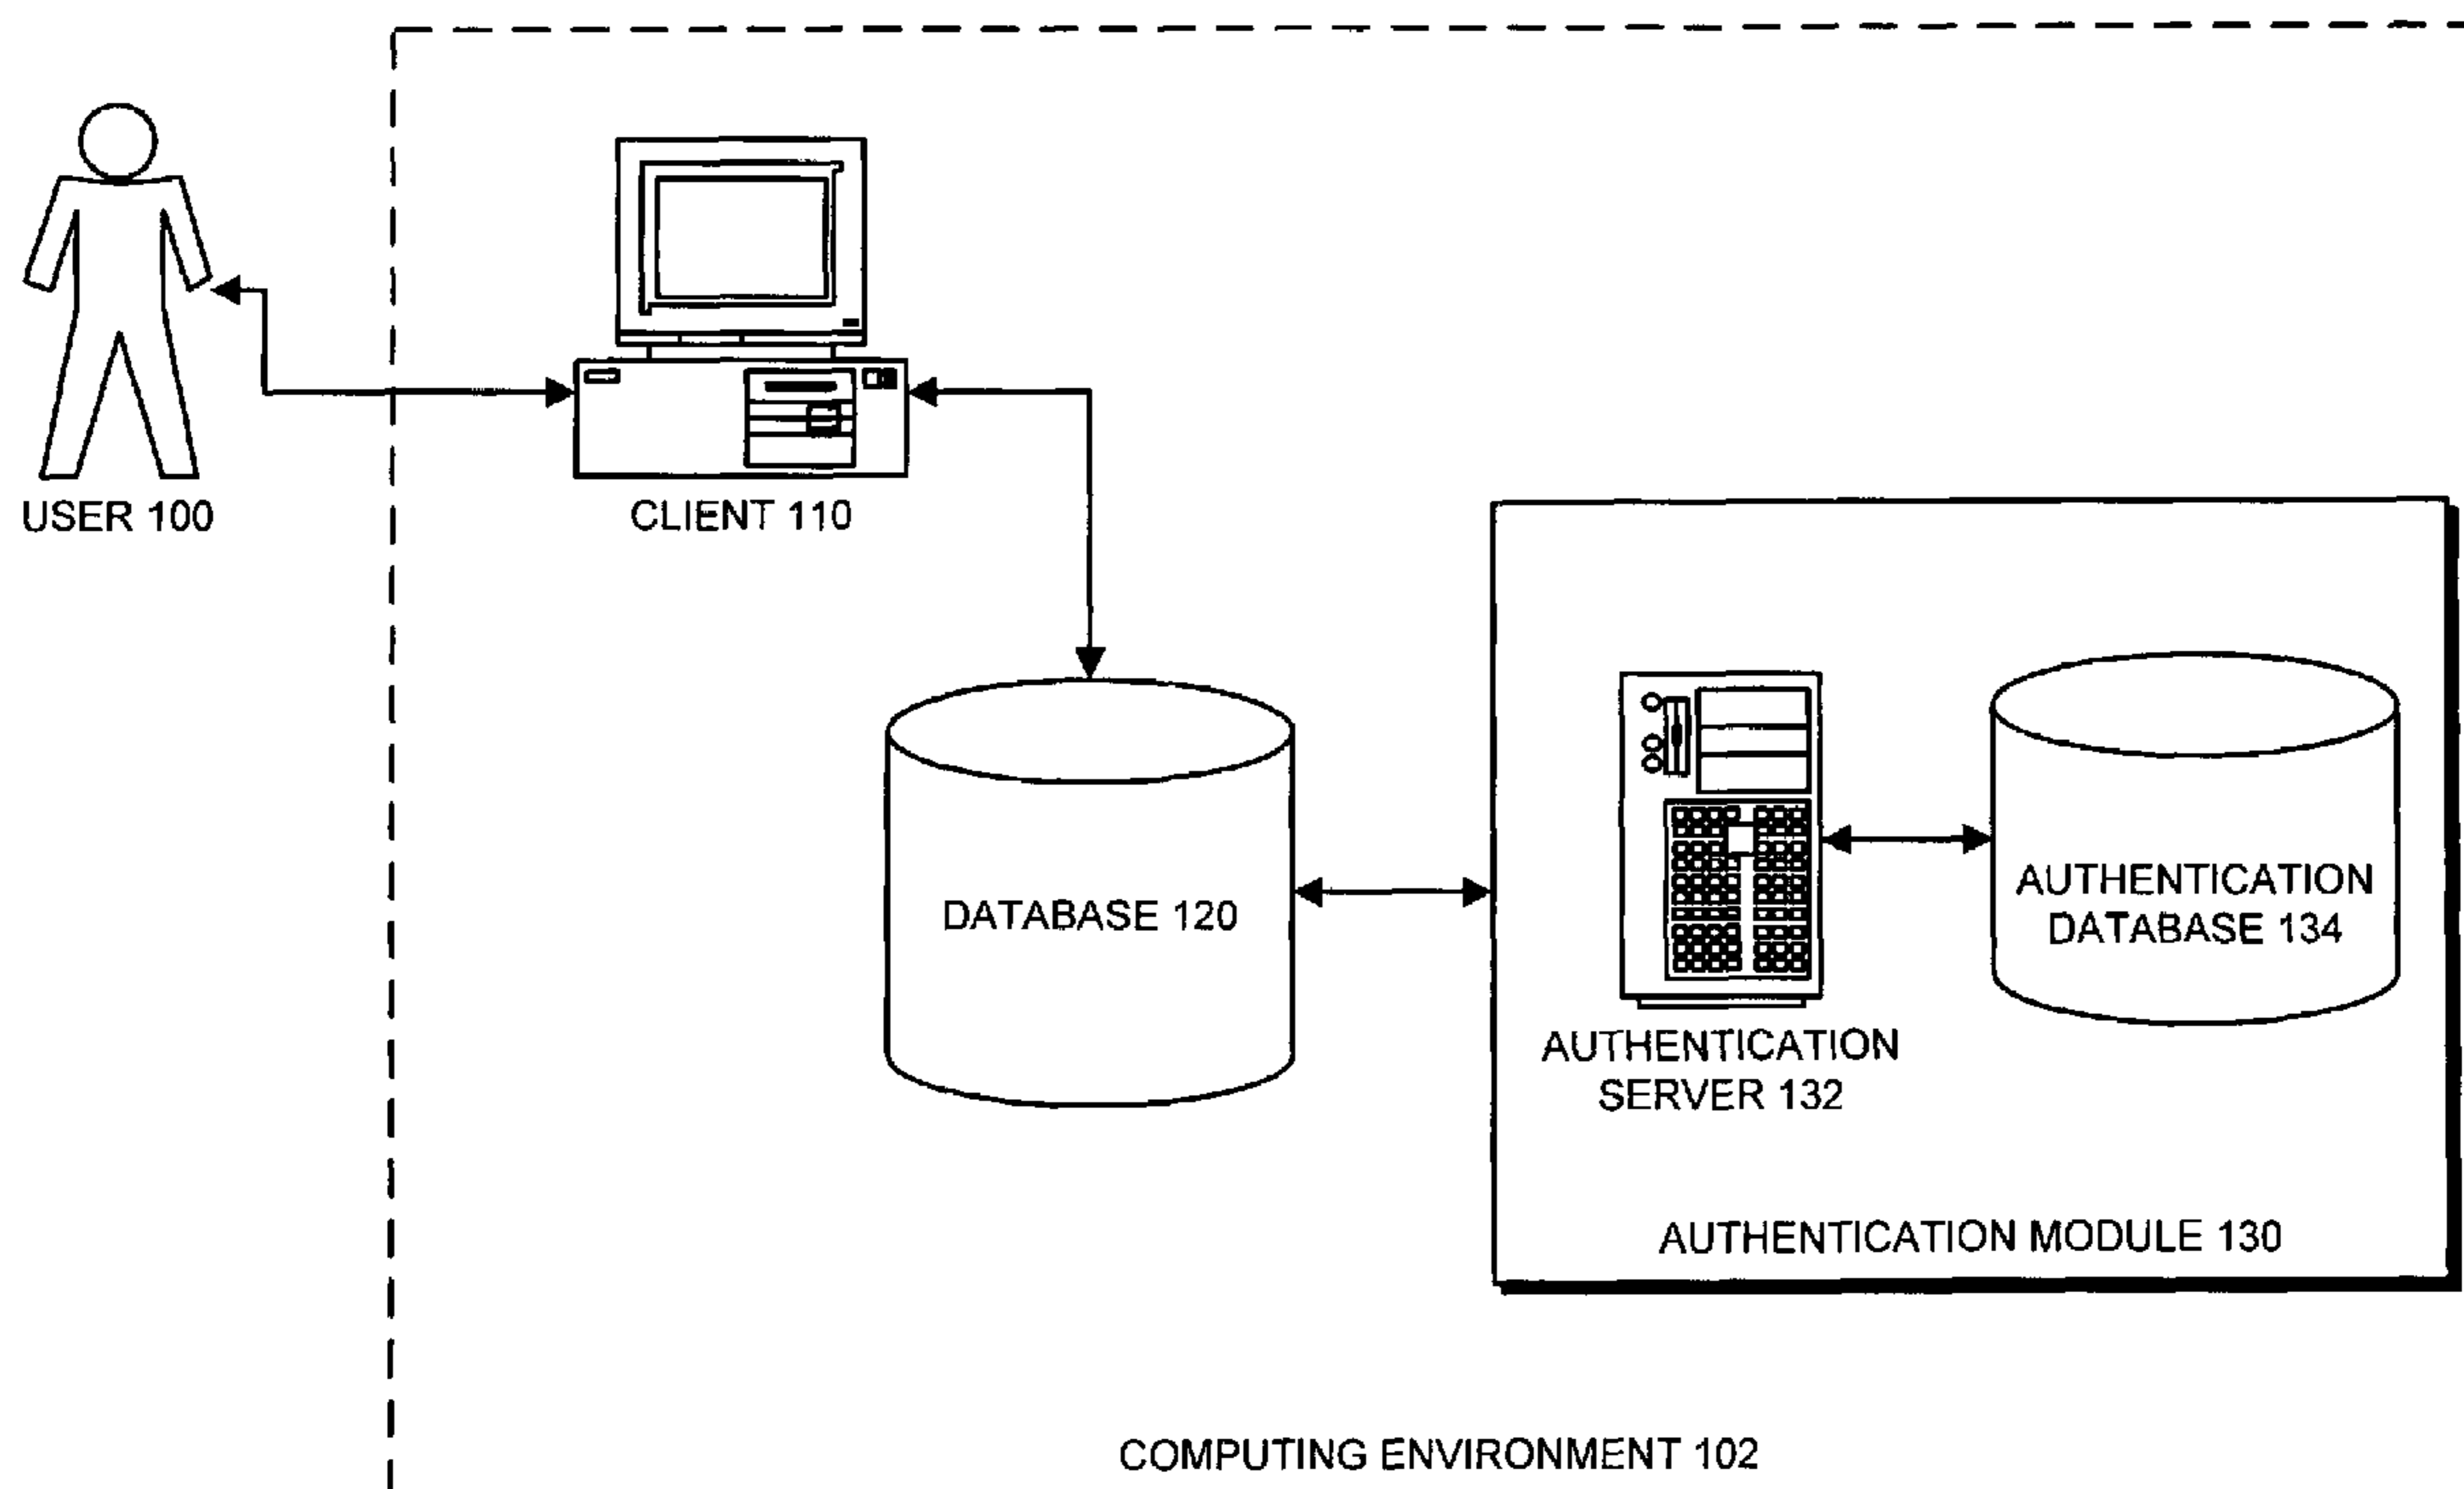 USER 100
CLIENT 110
DATABASE 120
AUTHENTICATION
DATABASE 134
AUTHENTICATION
SERVER 132
AUTHENTICATION MODULE 130
COMPUTING ENVIRONMENT 102